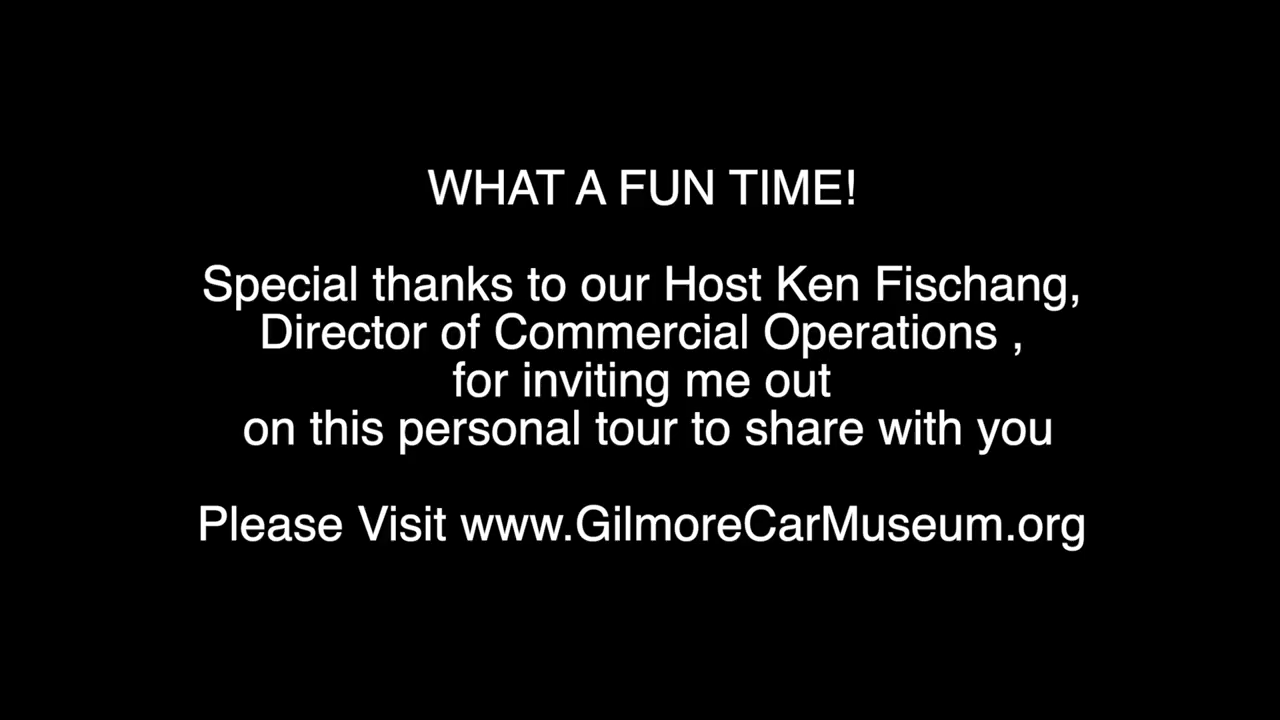 WHAT A FUN TIME!
Special thanks to our Host Ken Fischang,
Director of Commercial Operations ,
for inviting me out
on this personal tour to share with you
Please Visit www.GilmoreCarMuseum.org